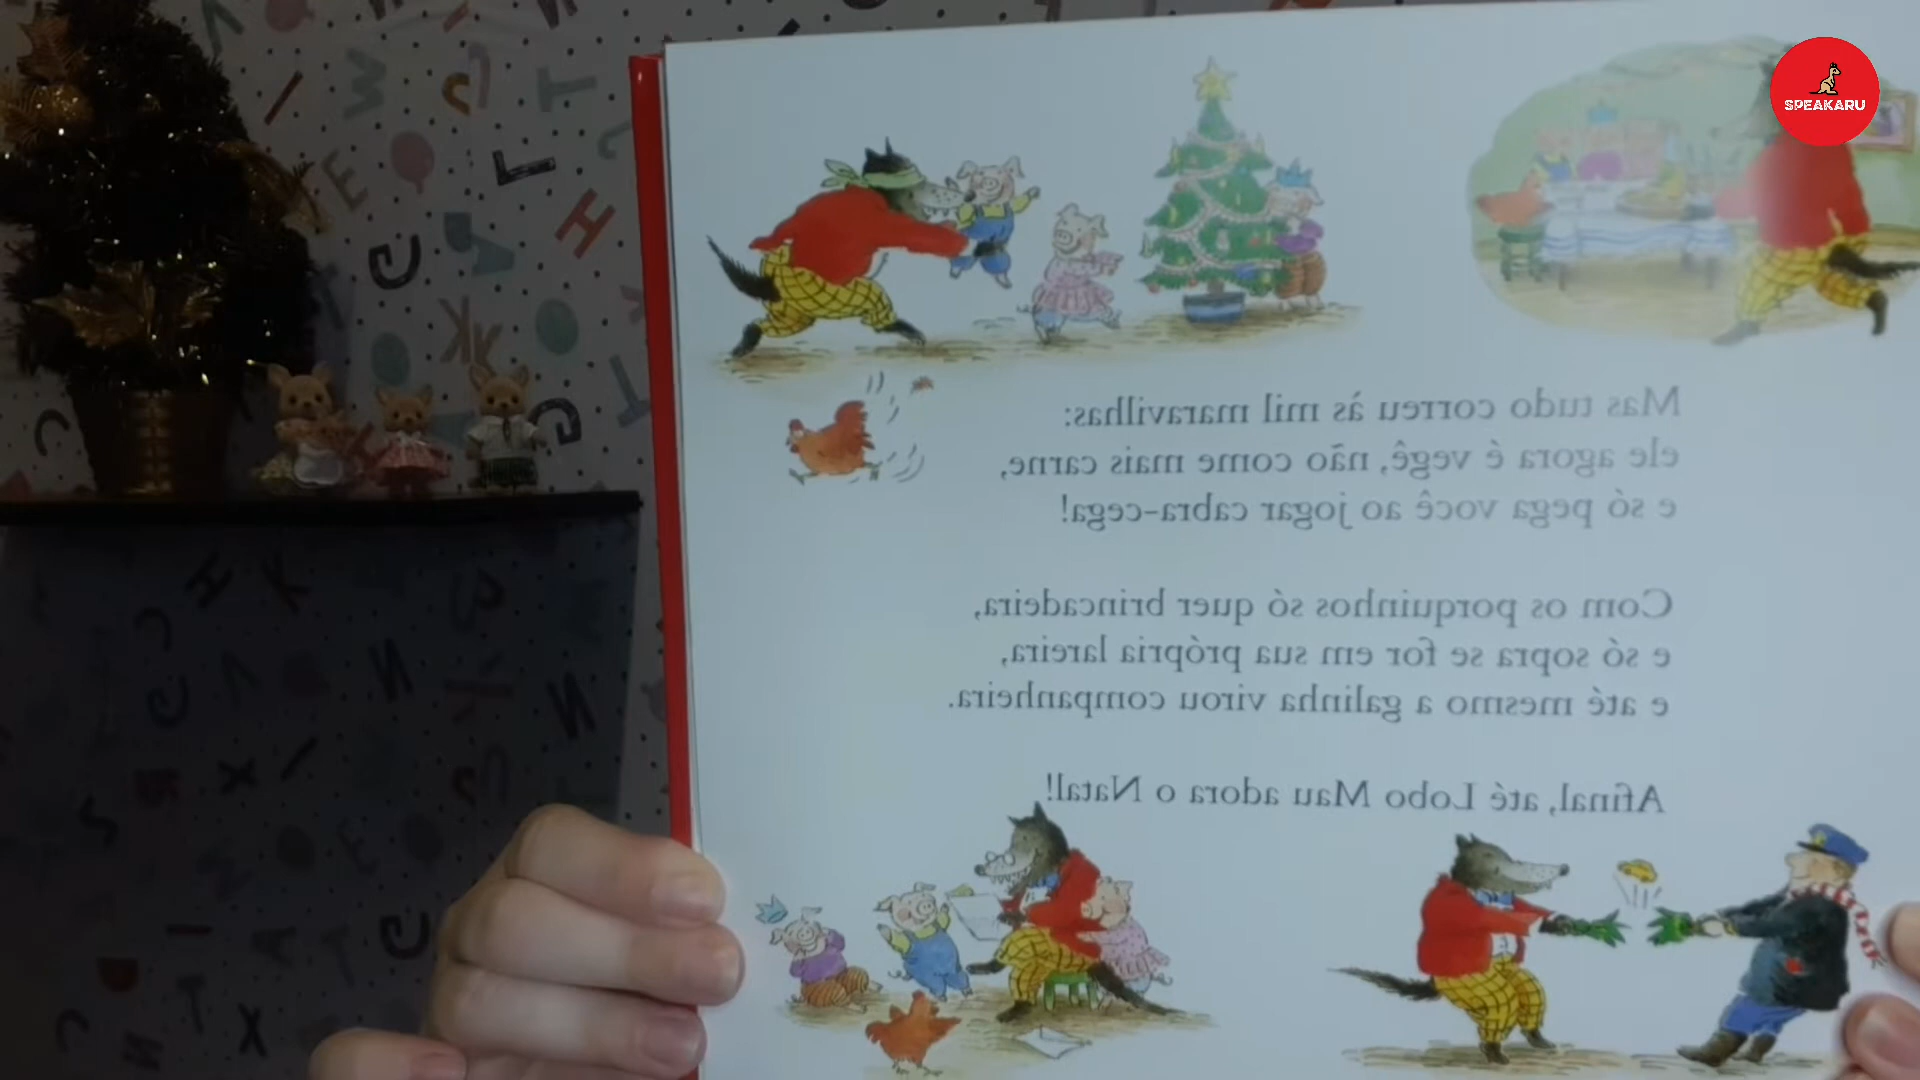 SPEAKARU
Mas tudo correu às mil maravilhas:
ele agora é vegê, não come mais carne,
e só pega você ao jogar cabra-cega!
Com os porquinhos só quer brincadeira,
e só sopra se for em sua própria lareira,
e até mesmo a galinha virou companheira.
Afinal, até Lobo Mau adora o Natal!